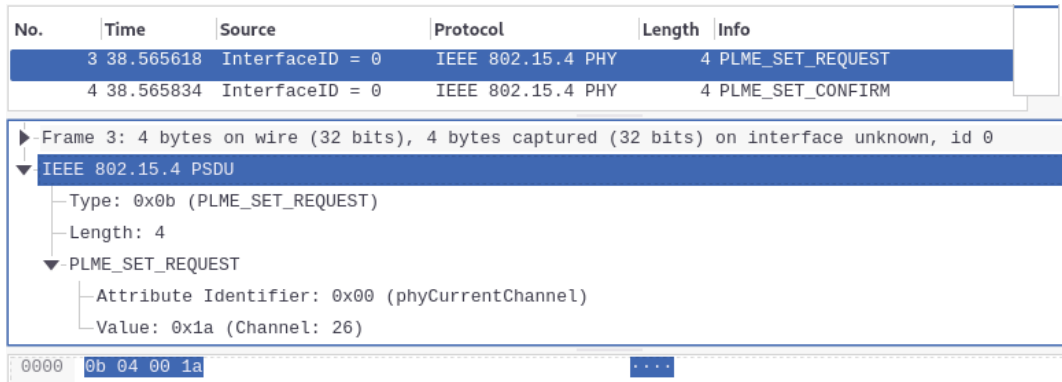 No. Time Source Protocol Length Info
3 38.565618 InterfaceID = 0 IEEE 802.15.4 PHY 4 PLME_SET_REQUEST
4 38.565834 InterfaceID = 0 IEEE 802.15.4 PHY 4 PLME_SET_CONFIRM
Frame 3: 4 bytes on wire (32 bits), 4 bytes captured (32 bits) on interface unknown, id 0
IEEE 802.15.4 PSDU
Type: 0x0b (PLME_SET_REQUEST)
Length: 4
PLME_SET_REQUEST
Attribute Identifier: 0x00 (phyCurrentChannel)
Value: 0x1a (Channel: 26)
0000 0b 04 00 1a ····